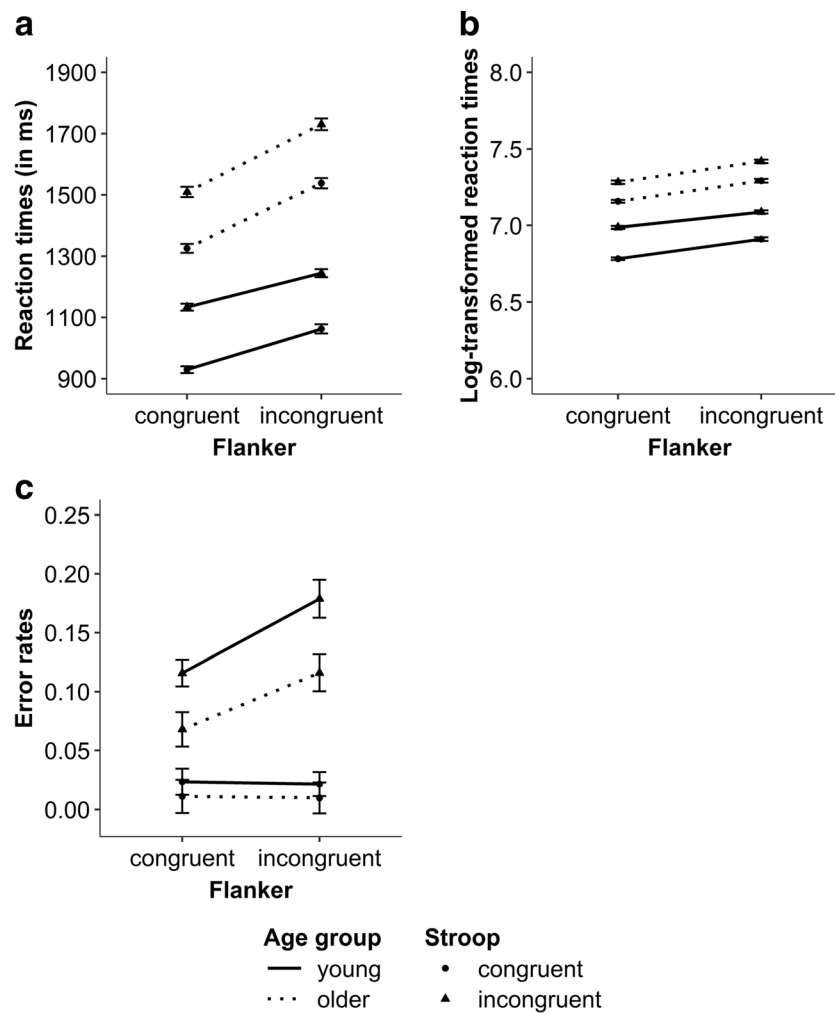 a
Reaction times (in ms)
1900
1700
1500
1300
1100
900
congruent incongruent
Flanker
b
Log-transformed reaction times
8.0
7.5
7.0
6.5
6.0
congruent incongruent
Flanker
c
Error rates
0.25
0.20
0.15
0.10
0.05
0.00
congruent incongruent
Flanker
Age group
young
older
Stroop
congruent
incongruent